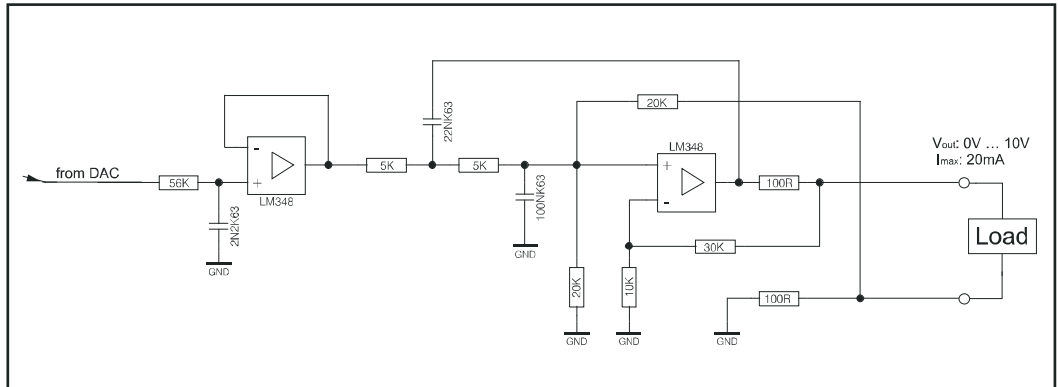 22NK63
20K
Vout: 0V ... 10V
Imax: 20mA
LM348
from DAC
56K
5K
5K
100R
LM348
100NK63
2N2K63
30K
Load
GND
GND
20K
10K
100R
GND
GND
GND